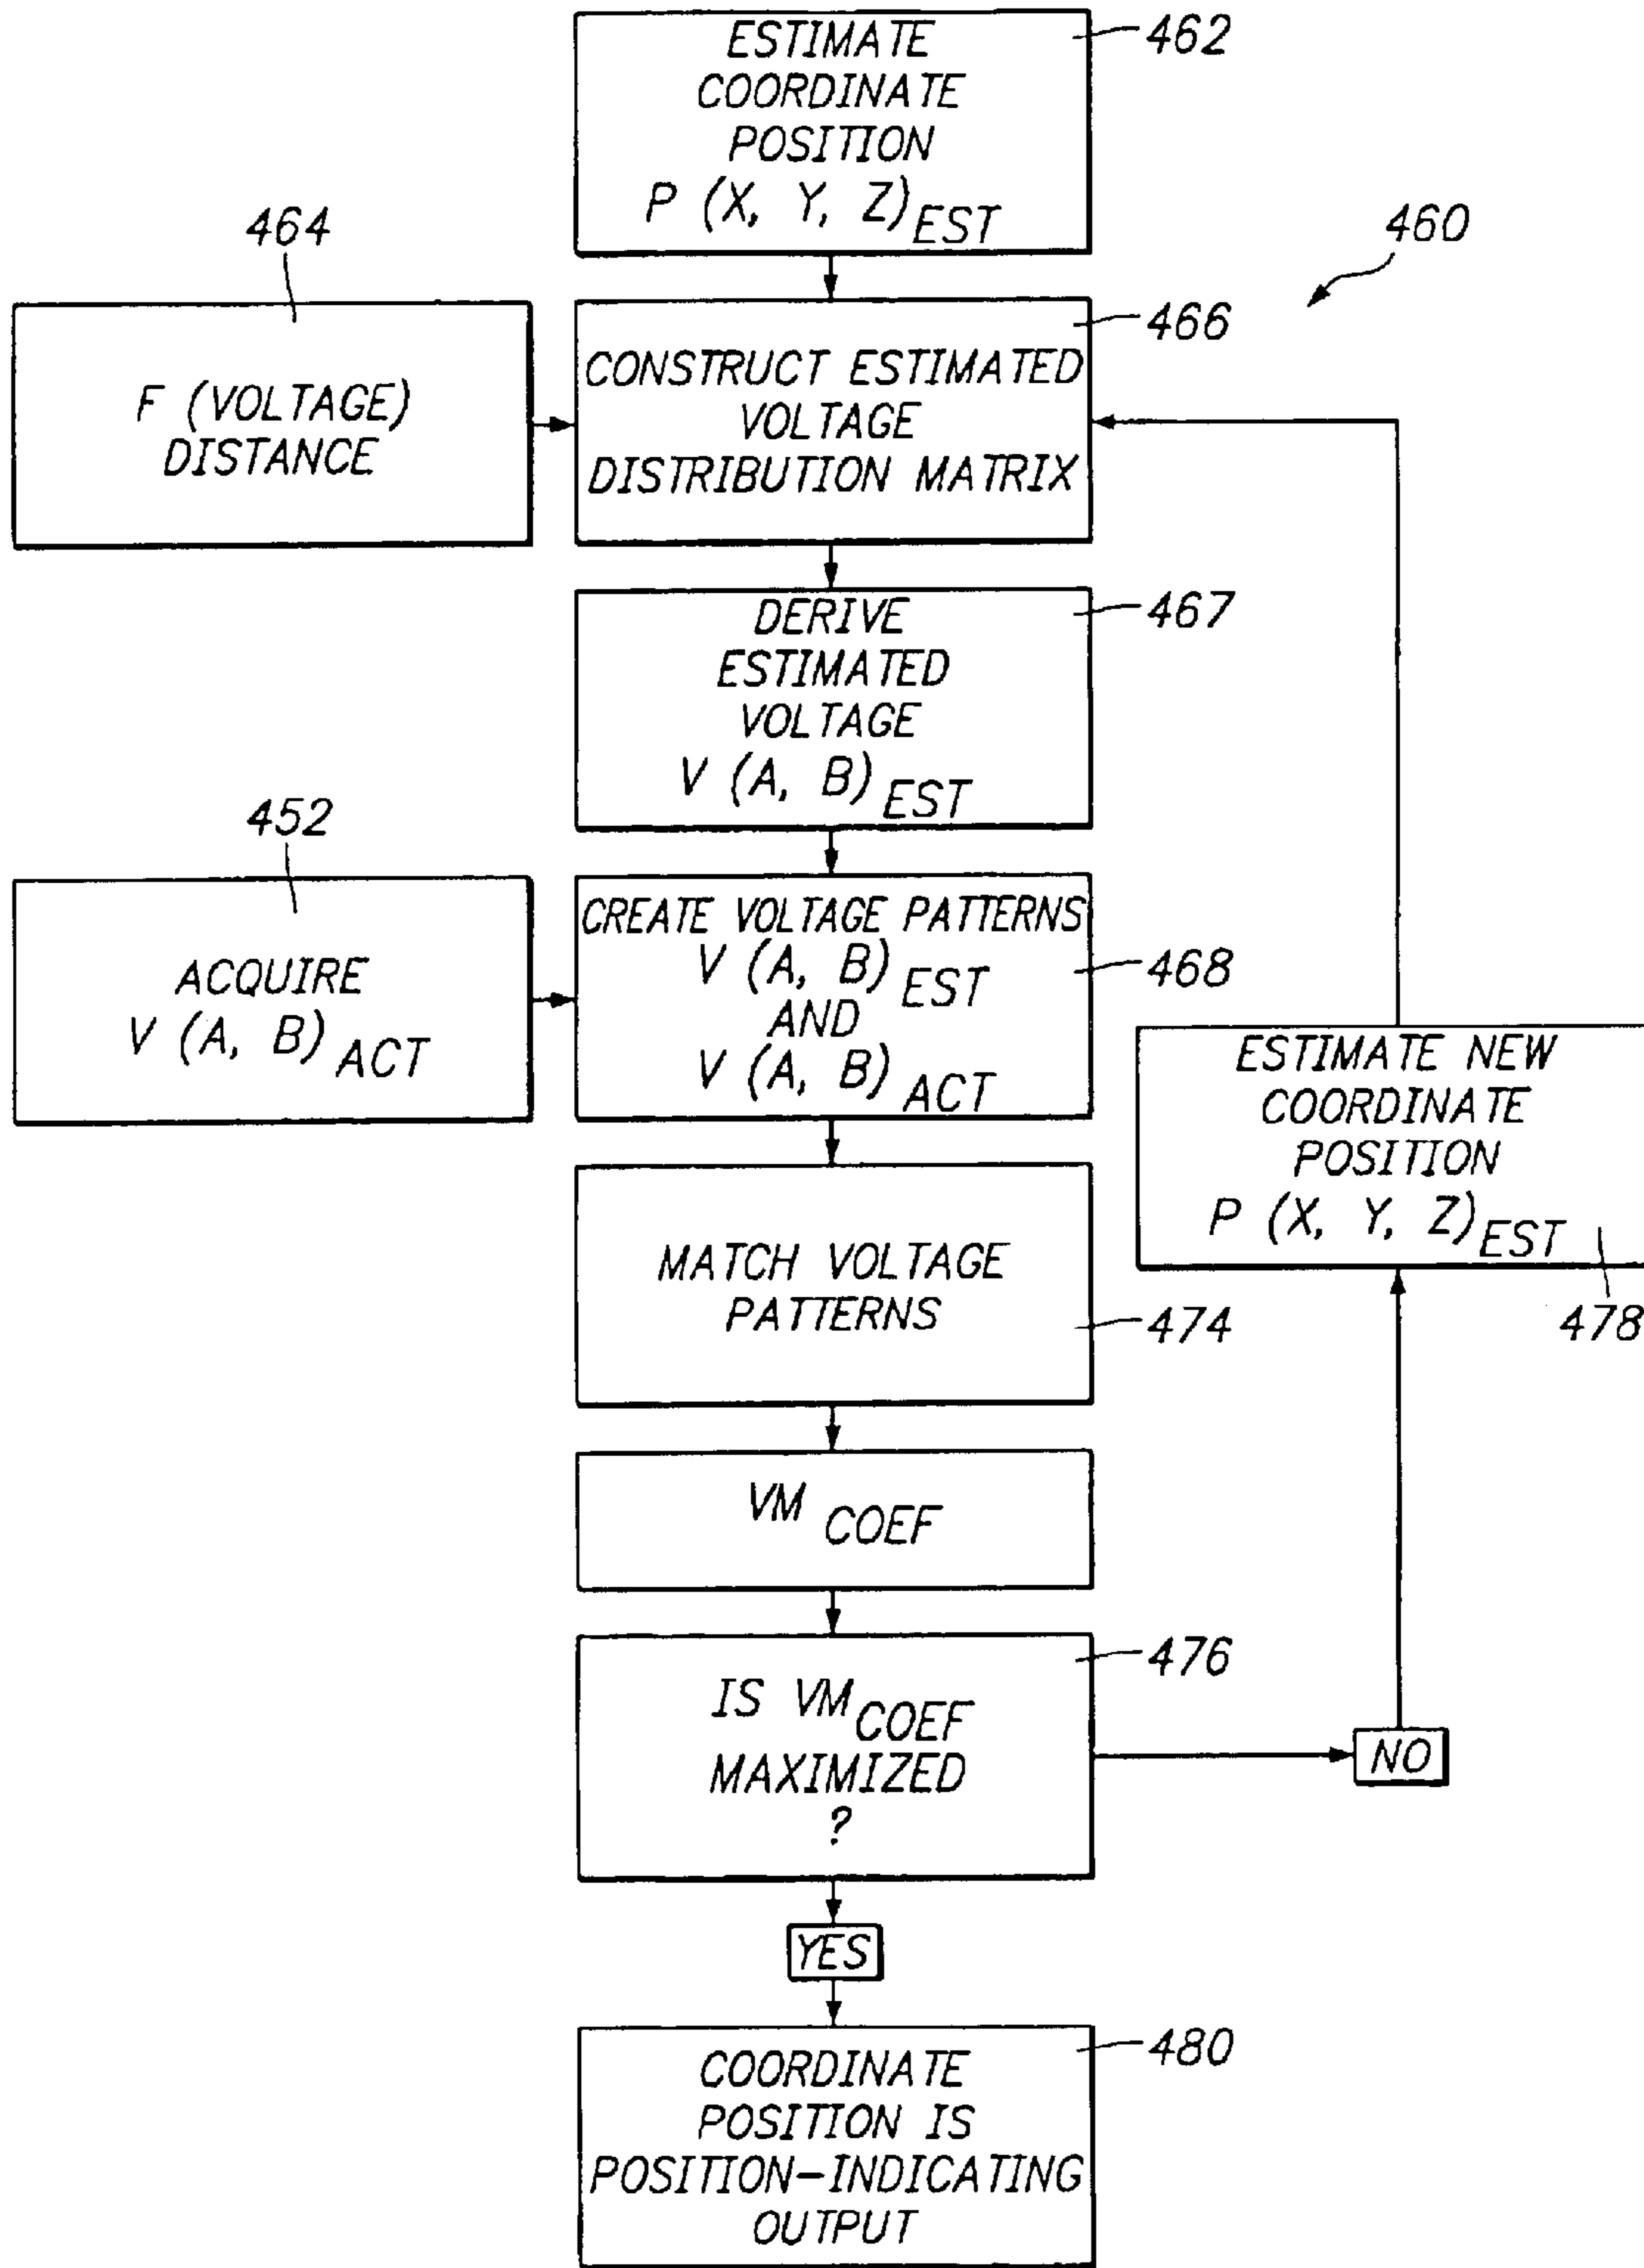 ESTIMATE
COORDINATE
POSITION
P (X, Y, Z) EST
462
460
464
F (VOLTAGE)
DISTANCE
466
CONSTRUCT ESTIMATED
VOLTAGE
DISTRIBUTION MATRIX
467
DERIVE
ESTIMATED
VOLTAGE
V (A, B) EST
452
ACQUIRE
V (A, B) ACT
CREATE VOLTAGE PATTERNS
V (A, B) EST
AND
V (A, B) ACT
468
ESTIMATE NEW
COORDINATE
POSITION
P (X, Y, Z) EST
478
MATCH VOLTAGE
PATTERNS
474
VM COEF
476
IS VM COEF
MAXIMIZED
?
NO
YES
480
COORDINATE
POSITION IS
POSITION-INDICATING
OUTPUT